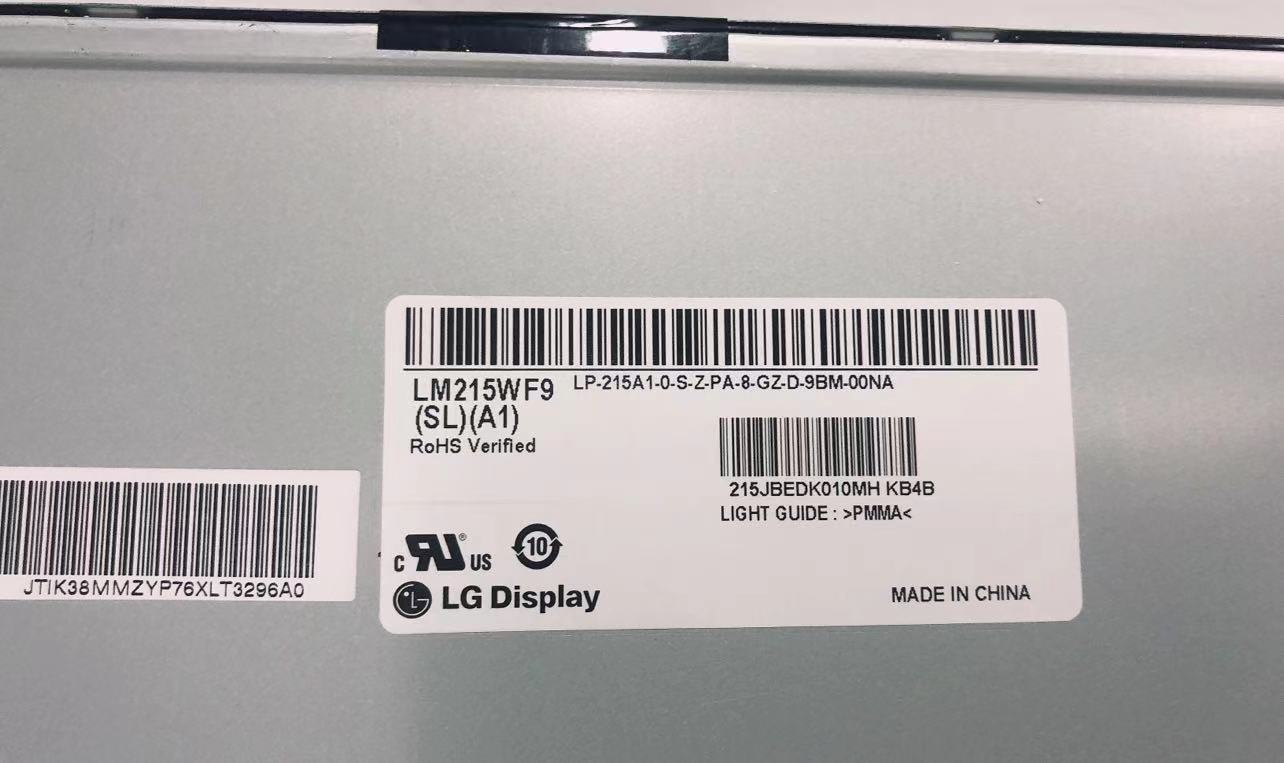 LM215WF9
(SL)(A1)
RoHS Verified
LP-215A1-0-S-Z-PA-8-GZ-D-9BM-00NA
215JBEDK010MH KB4B
LIGHT GUIDE : >PMMA<
c RU ® US
10
LG Display
MADE IN CHINA
JTIK38MMZYP76XLT3296A0